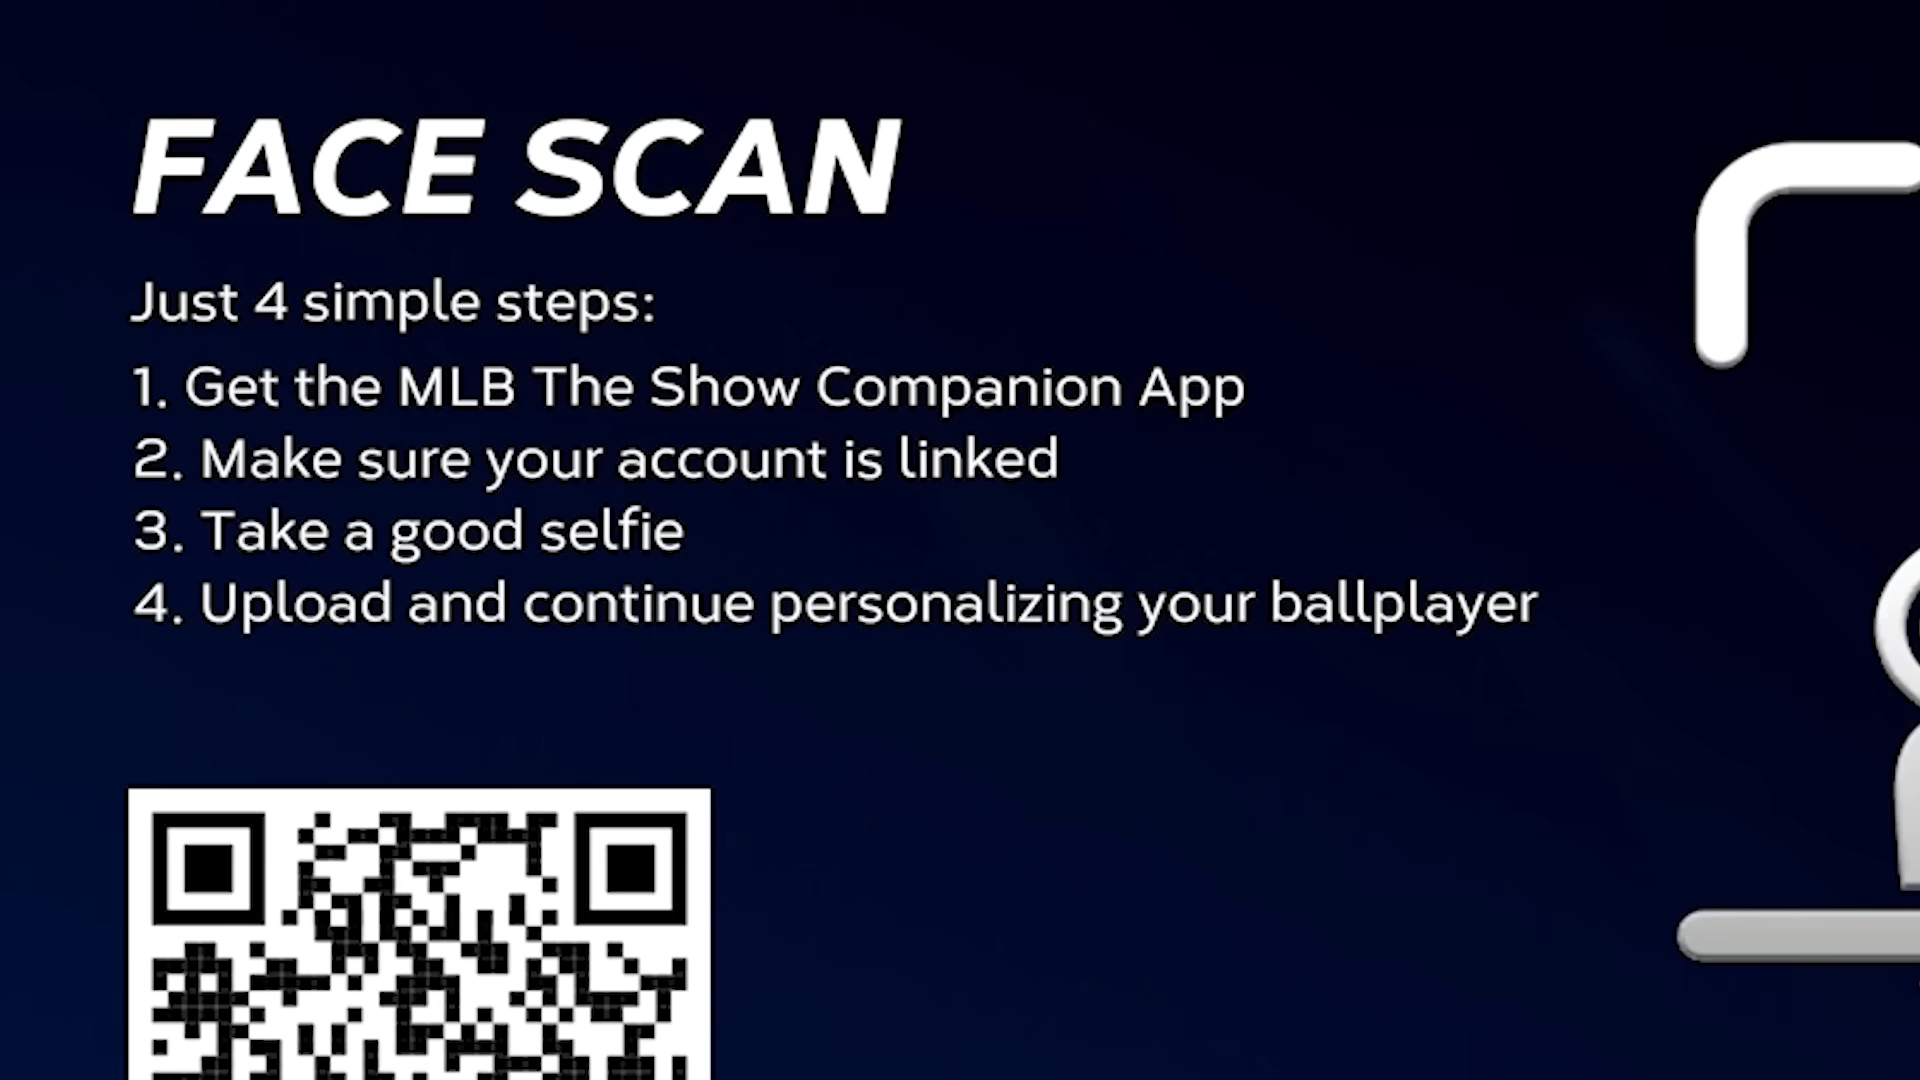 FACE SCAN
Just 4 simple steps:
1. Get the MLB The Show Companion App
2. Make sure your account is linked
3. Take a good selfie
4. Upload and continue personalizing your ballplayer